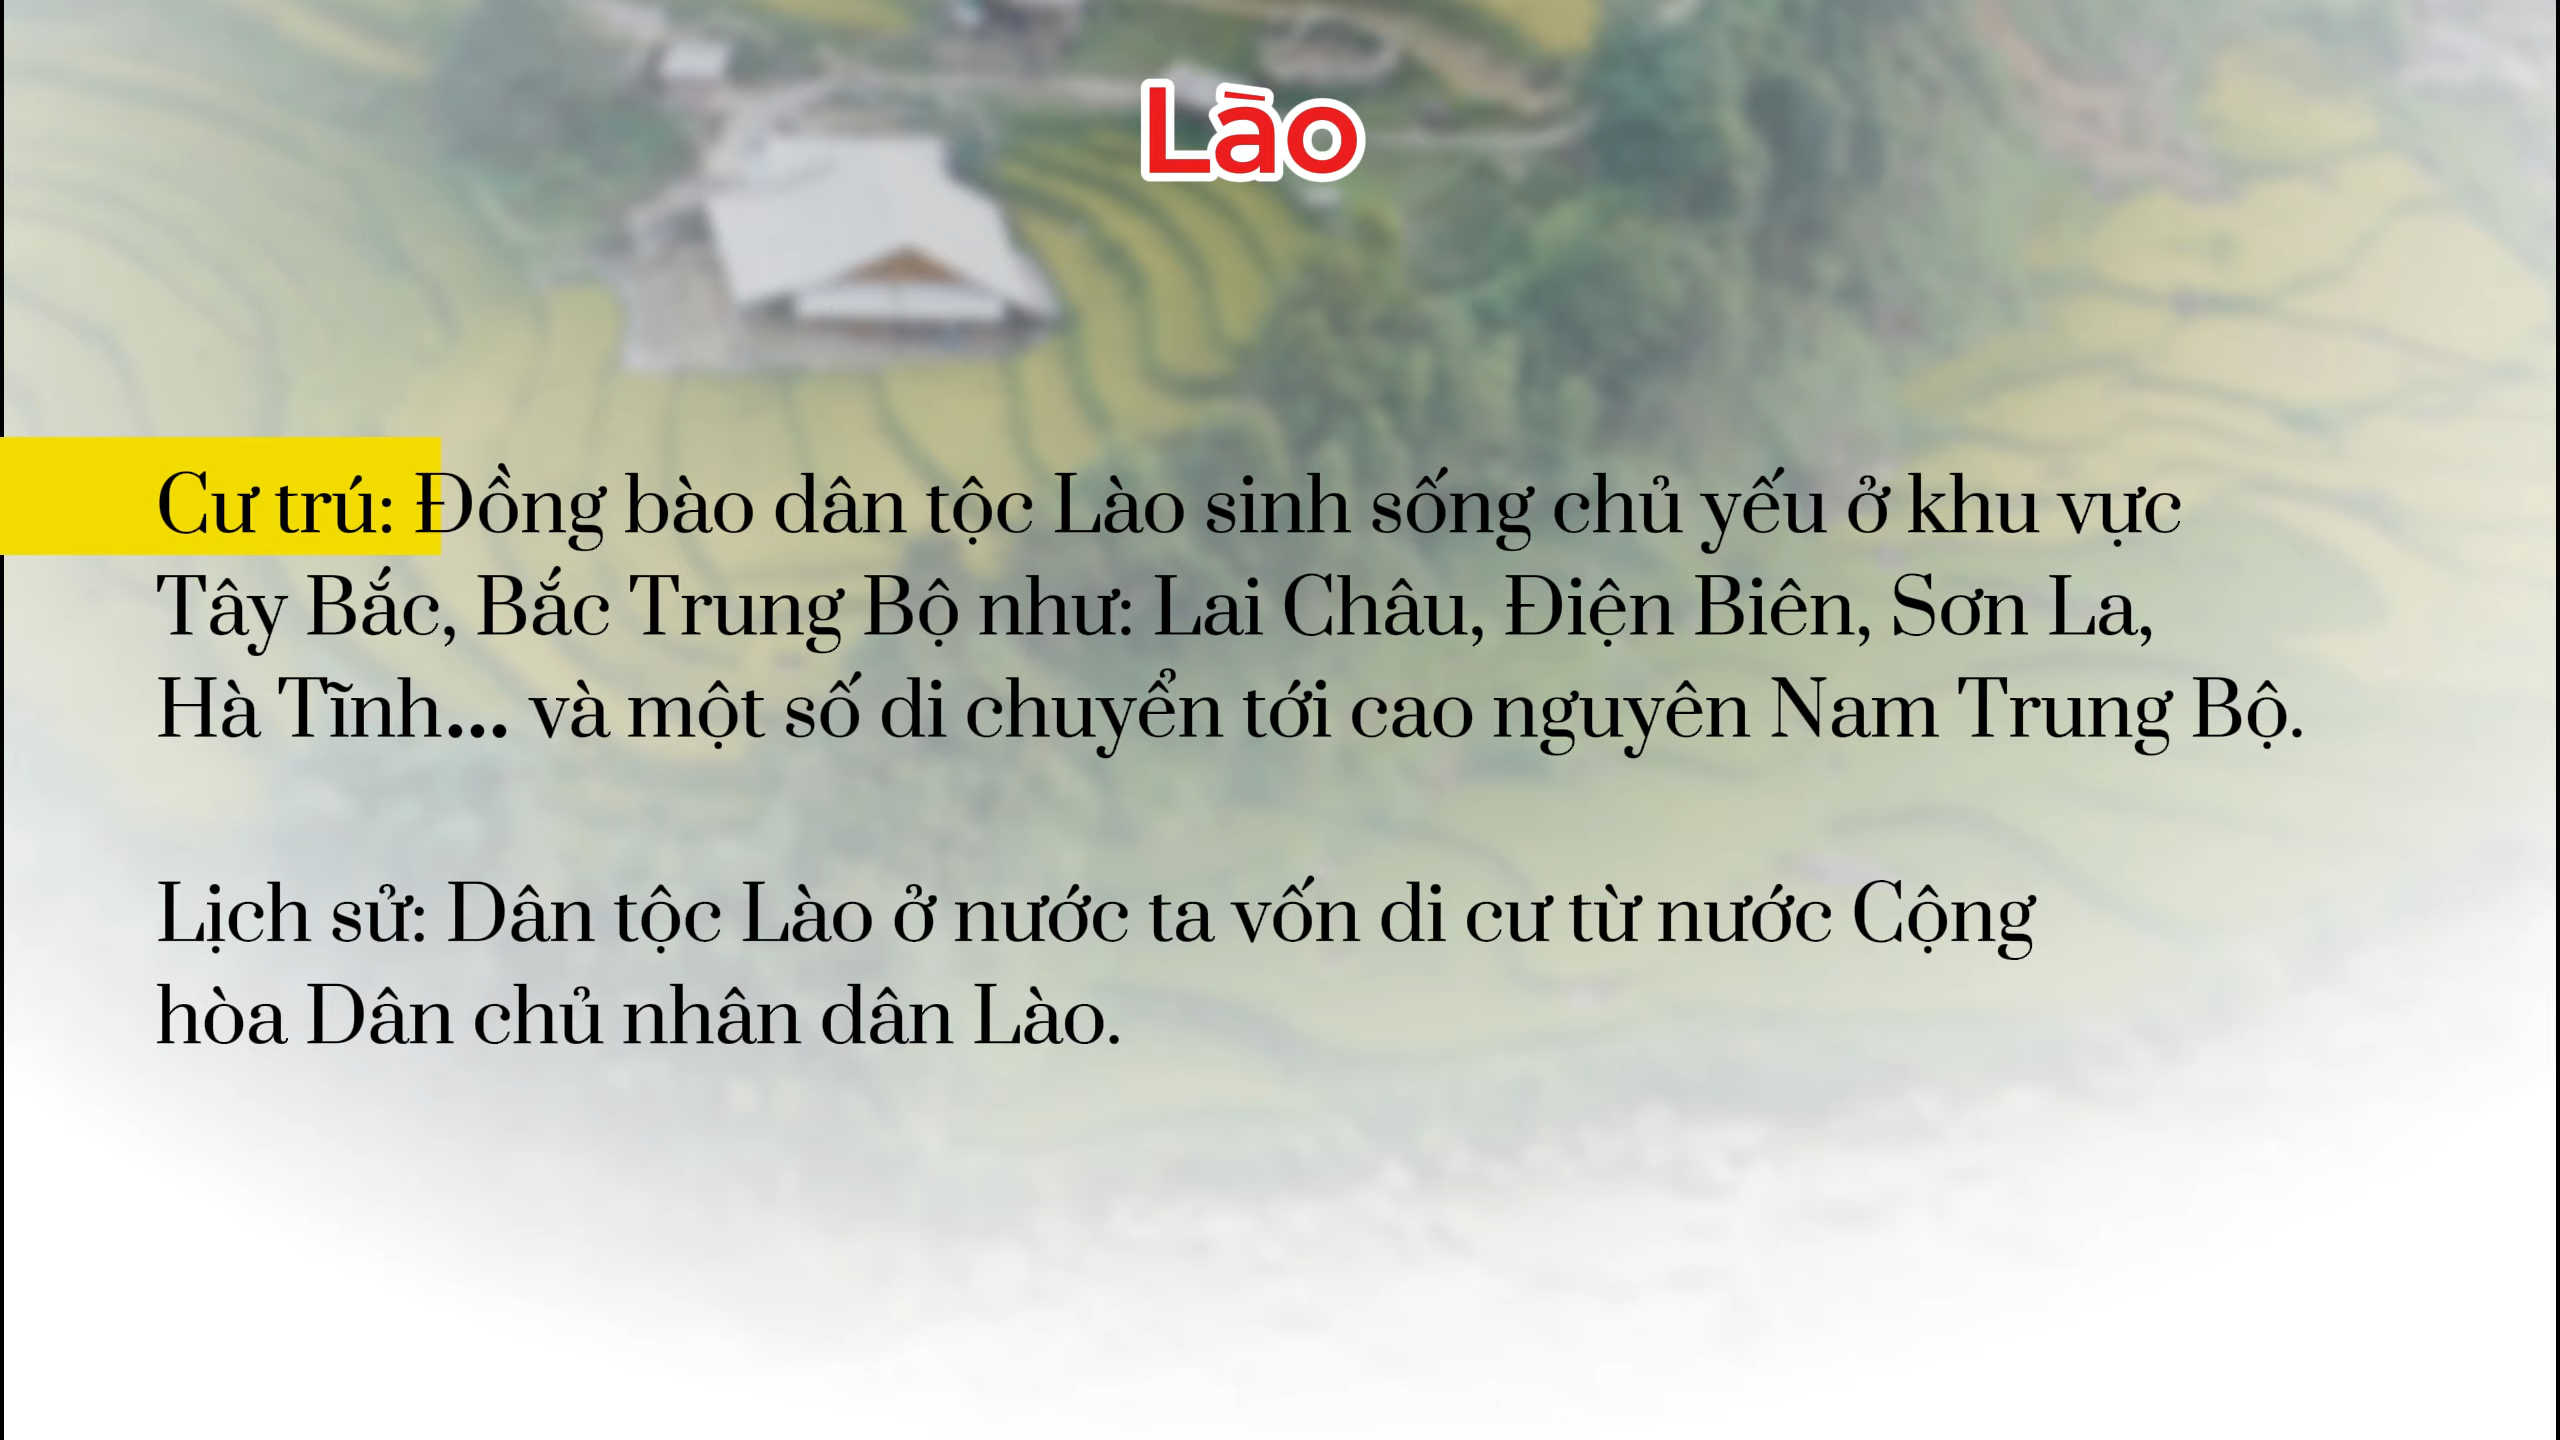 Lào
Cư trú: Đồng bào dân tộc Lào sinh sống chủ yếu ở khu vực
Tây Bắc, Bắc Trung Bộ như: Lai Châu, Điện Biên, Sơn La,
Hà Tĩnh... và một số di chuyển tới cao nguyên Nam Trung Bộ.
Lịch sử: Dân tộc Lào ở nước ta vốn di cư từ nước Cộng
hòa Dân chủ nhân dân Lào.